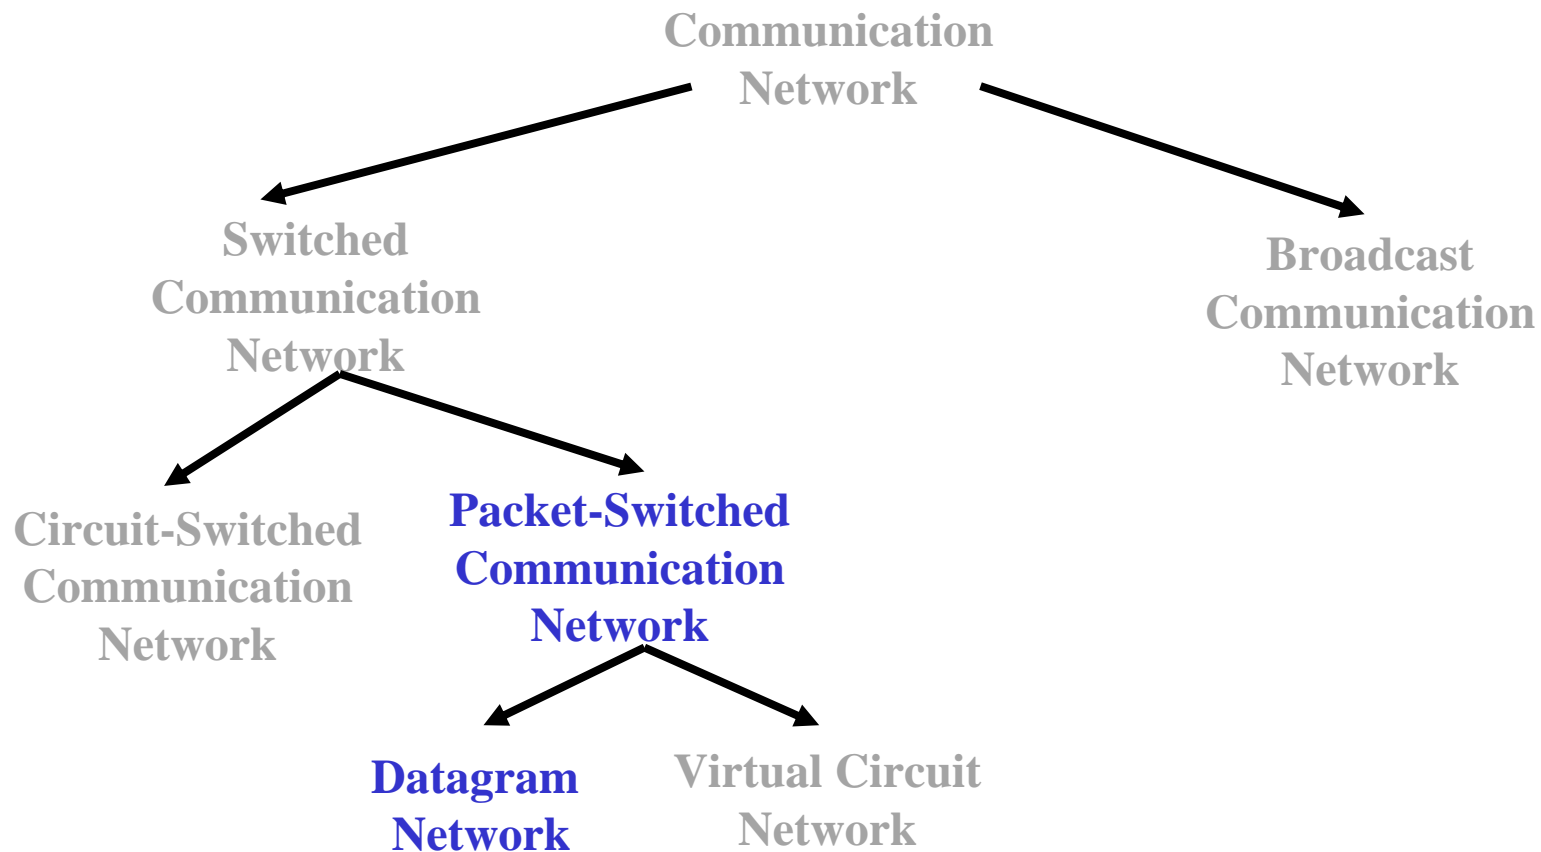 Communication
Network
Switched
Communication
Network
Broadcast
Communication
Network
Circuit-Switched
Communication
Network
Packet-Switched
Communication
Network
Datagram
Network
Virtual Circuit
Network